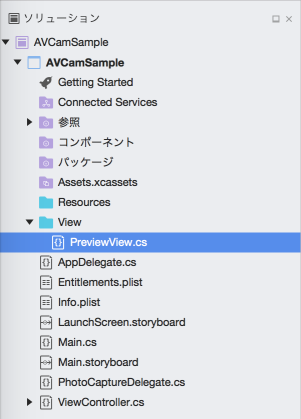 ソリューション
AVCamSample
AVCamSample
Getting Started
Connected Services
参照
コンポーネント
パッケージ
Assets.xcassets
Resources
View
PreviewView.cs
AppDelegate.cs
Entitlements.plist
Info.plist
LaunchScreen.storyboard
Main.cs
Main.storyboard
PhotoCaptureDelegate.cs
ViewController.cs